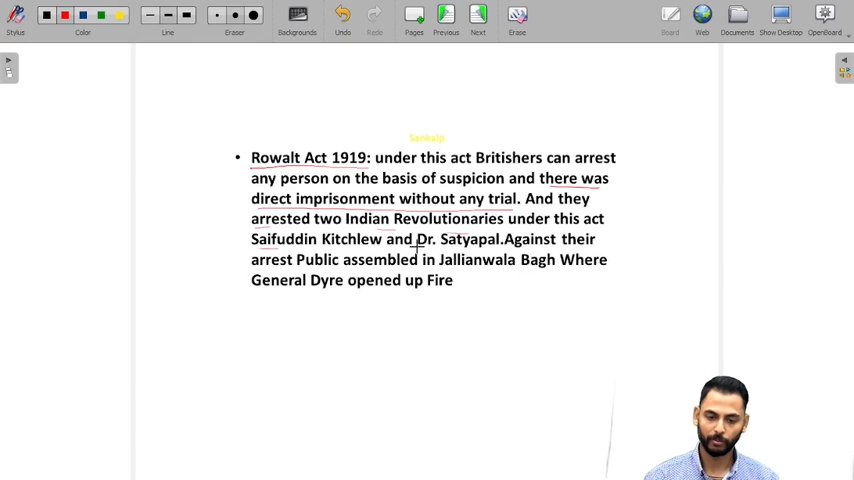 Stylus
Color
Line
Eraser
Backgrounds
Undo
Redo
Pages
Previous
Next
Erase
Board
Web
Documents
Show Desktop
OpenBoard
Sankalp
• Rowalt Act 1919: under this act Britishers can arrest
any person on the basis of suspicion and there was
direct imprisonment without any trial. And they
arrested two Indian Revolutionaries under this act
Saifuddin Kitchlew and Dr. Satyapal.Against their
arrest Public assembled in Jallianwala Bagh Where
General Dyre opened up Fire